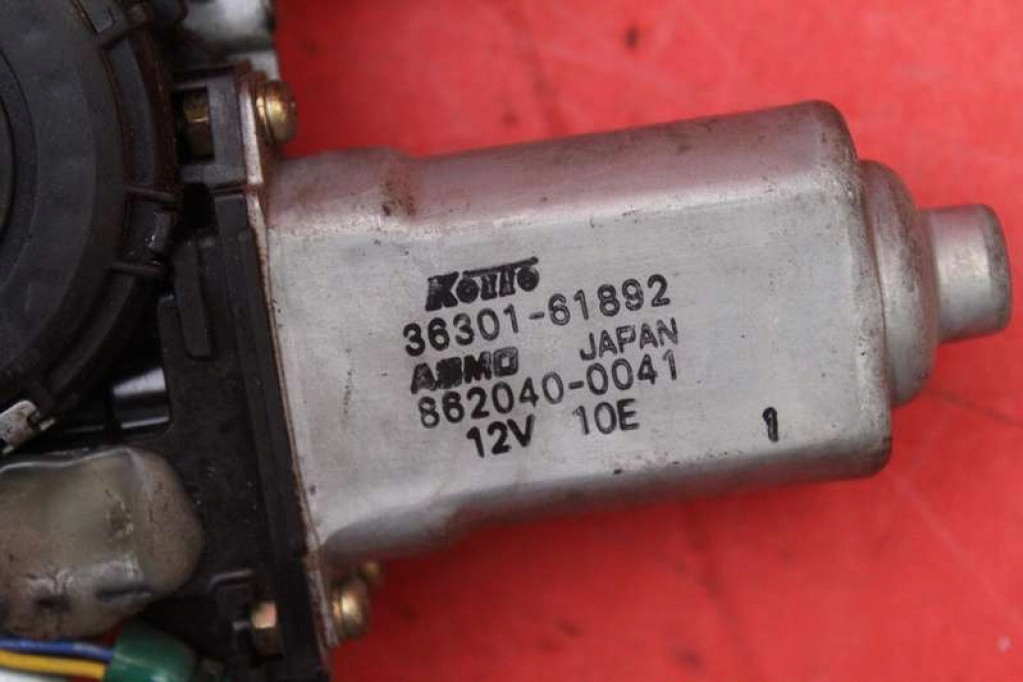 Koito
36301-61892
ASMO JAPAN
862040-0041
12V 10E
1